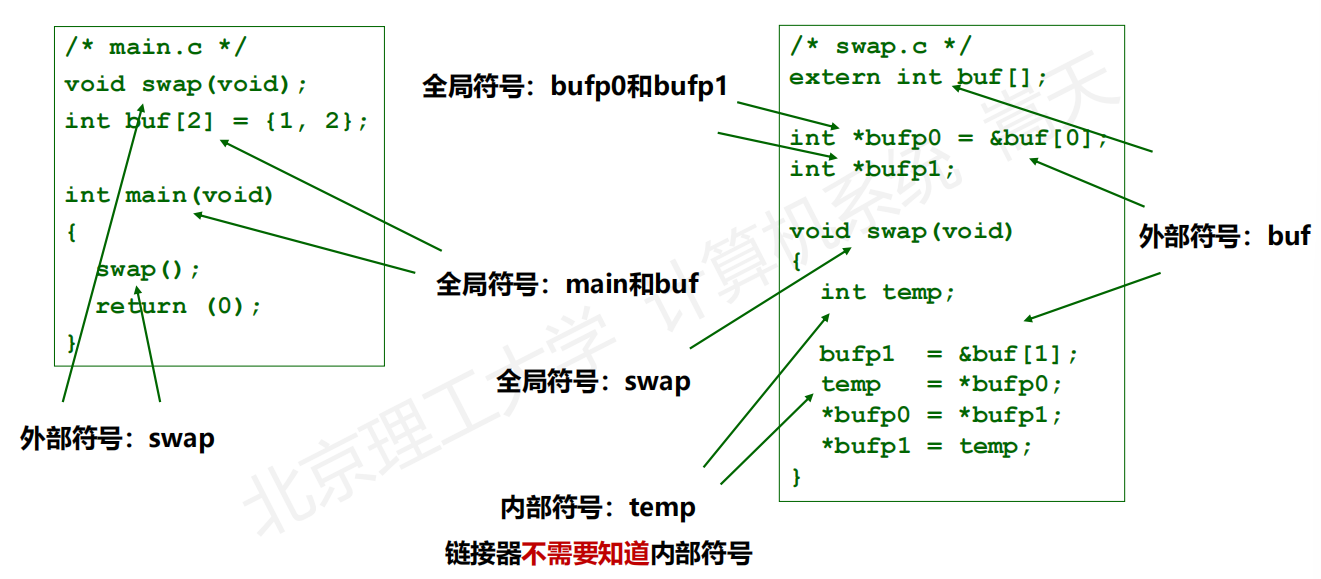 /* main.c */
void swap(void);
int buf[2] = {1, 2};
int main(void)
{
swap();
return (0);
}
外部符号：swap
全局符号：bufp0和bufp1
全局符号：main和buf
全局符号：swap
内部符号：temp
链接器不需要知道内部符号
/* swap.c */
extern int buf[];
int *bufp0 = &buf[0];
int *bufp1;
void swap(void)
{
int temp;
bufp1 = &buf[1];
temp = *bufp0;
*bufp0 = *bufp1;
*bufp1 = temp;
}
外部符号：buf
北京理工大学 计算机系统 嵩天